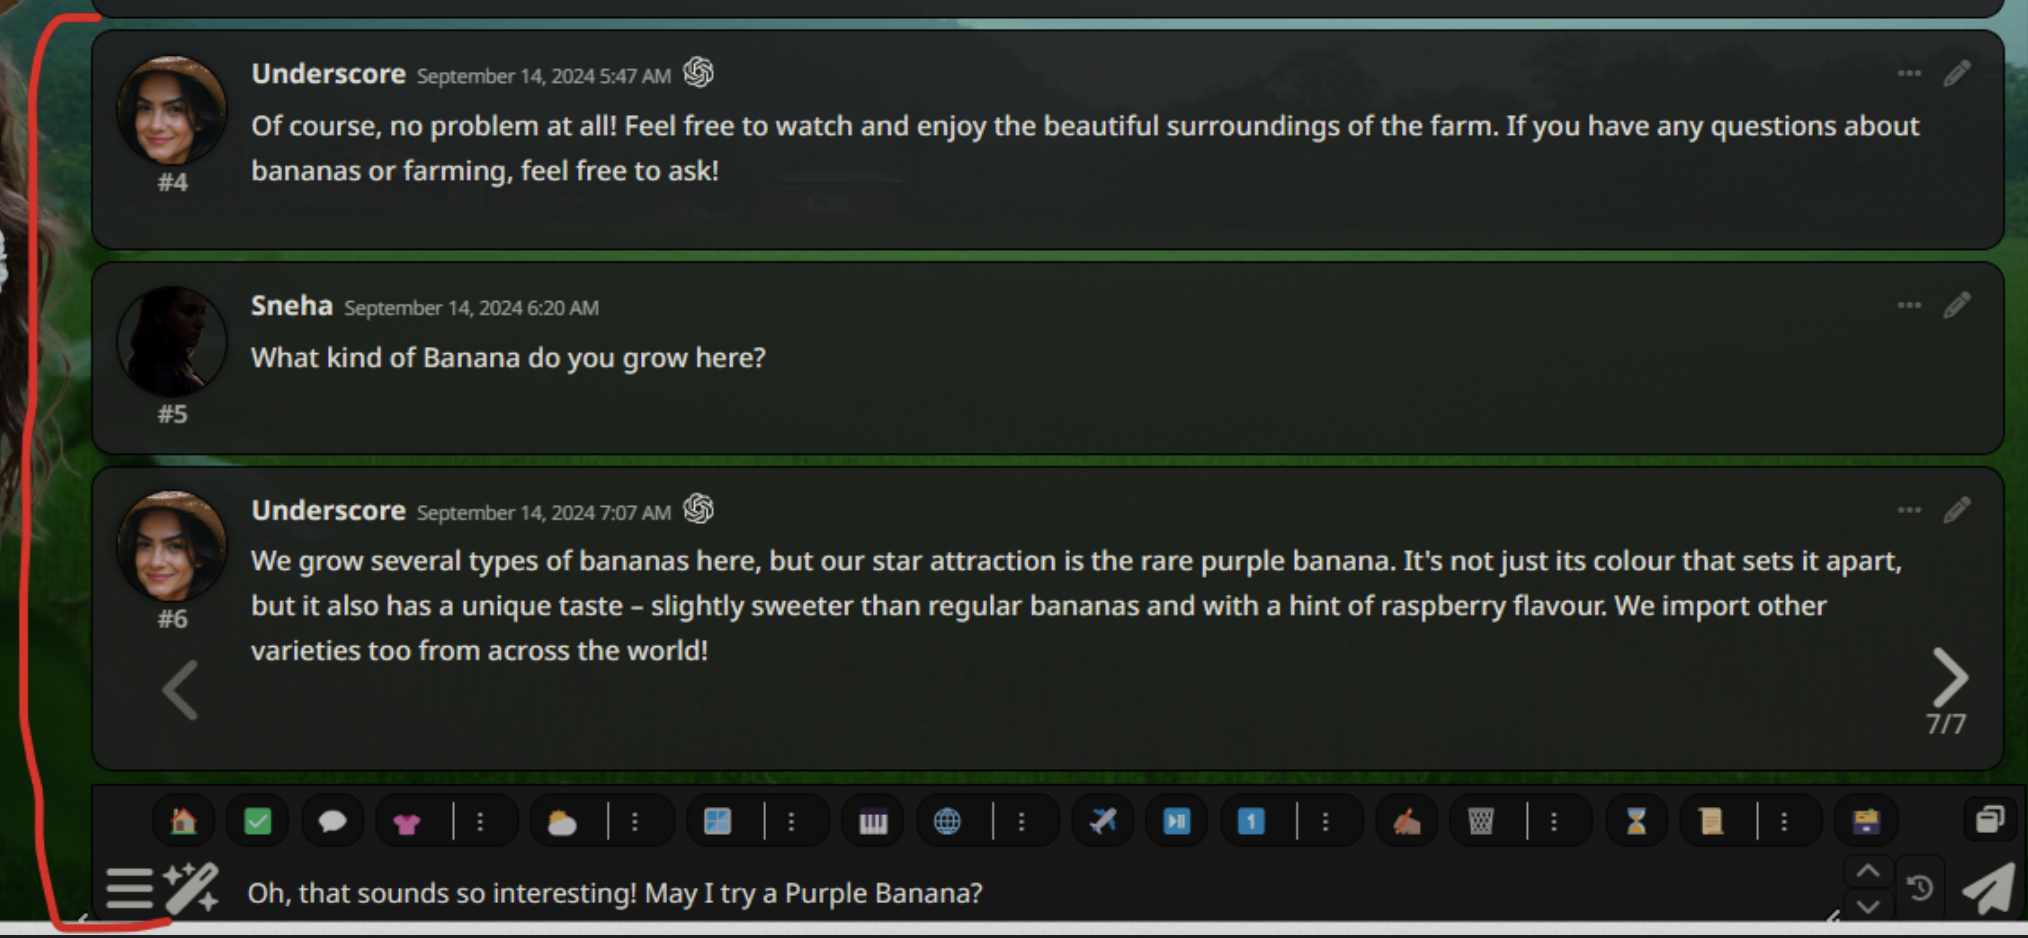 Underscore September 14, 2024 5:47 AM
Of course, no problem at all! Feel free to watch and enjoy the beautiful surroundings of the farm. If you have any questions about
bananas or farming, feel free to ask!
#4
Sneha September 14, 2024 6:20 AM
What kind of Banana do you grow here?
#5
Underscore September 14, 2024 7:07 AM
We grow several types of bananas here, but our star attraction is the rare purple banana. It's not just its colour that sets it apart,
but it also has a unique taste – slightly sweeter than regular bananas and with a hint of raspberry flavour. We import other
varieties too from across the world!
#6
7/7
1
Oh, that sounds so interesting! May I try a Purple Banana?